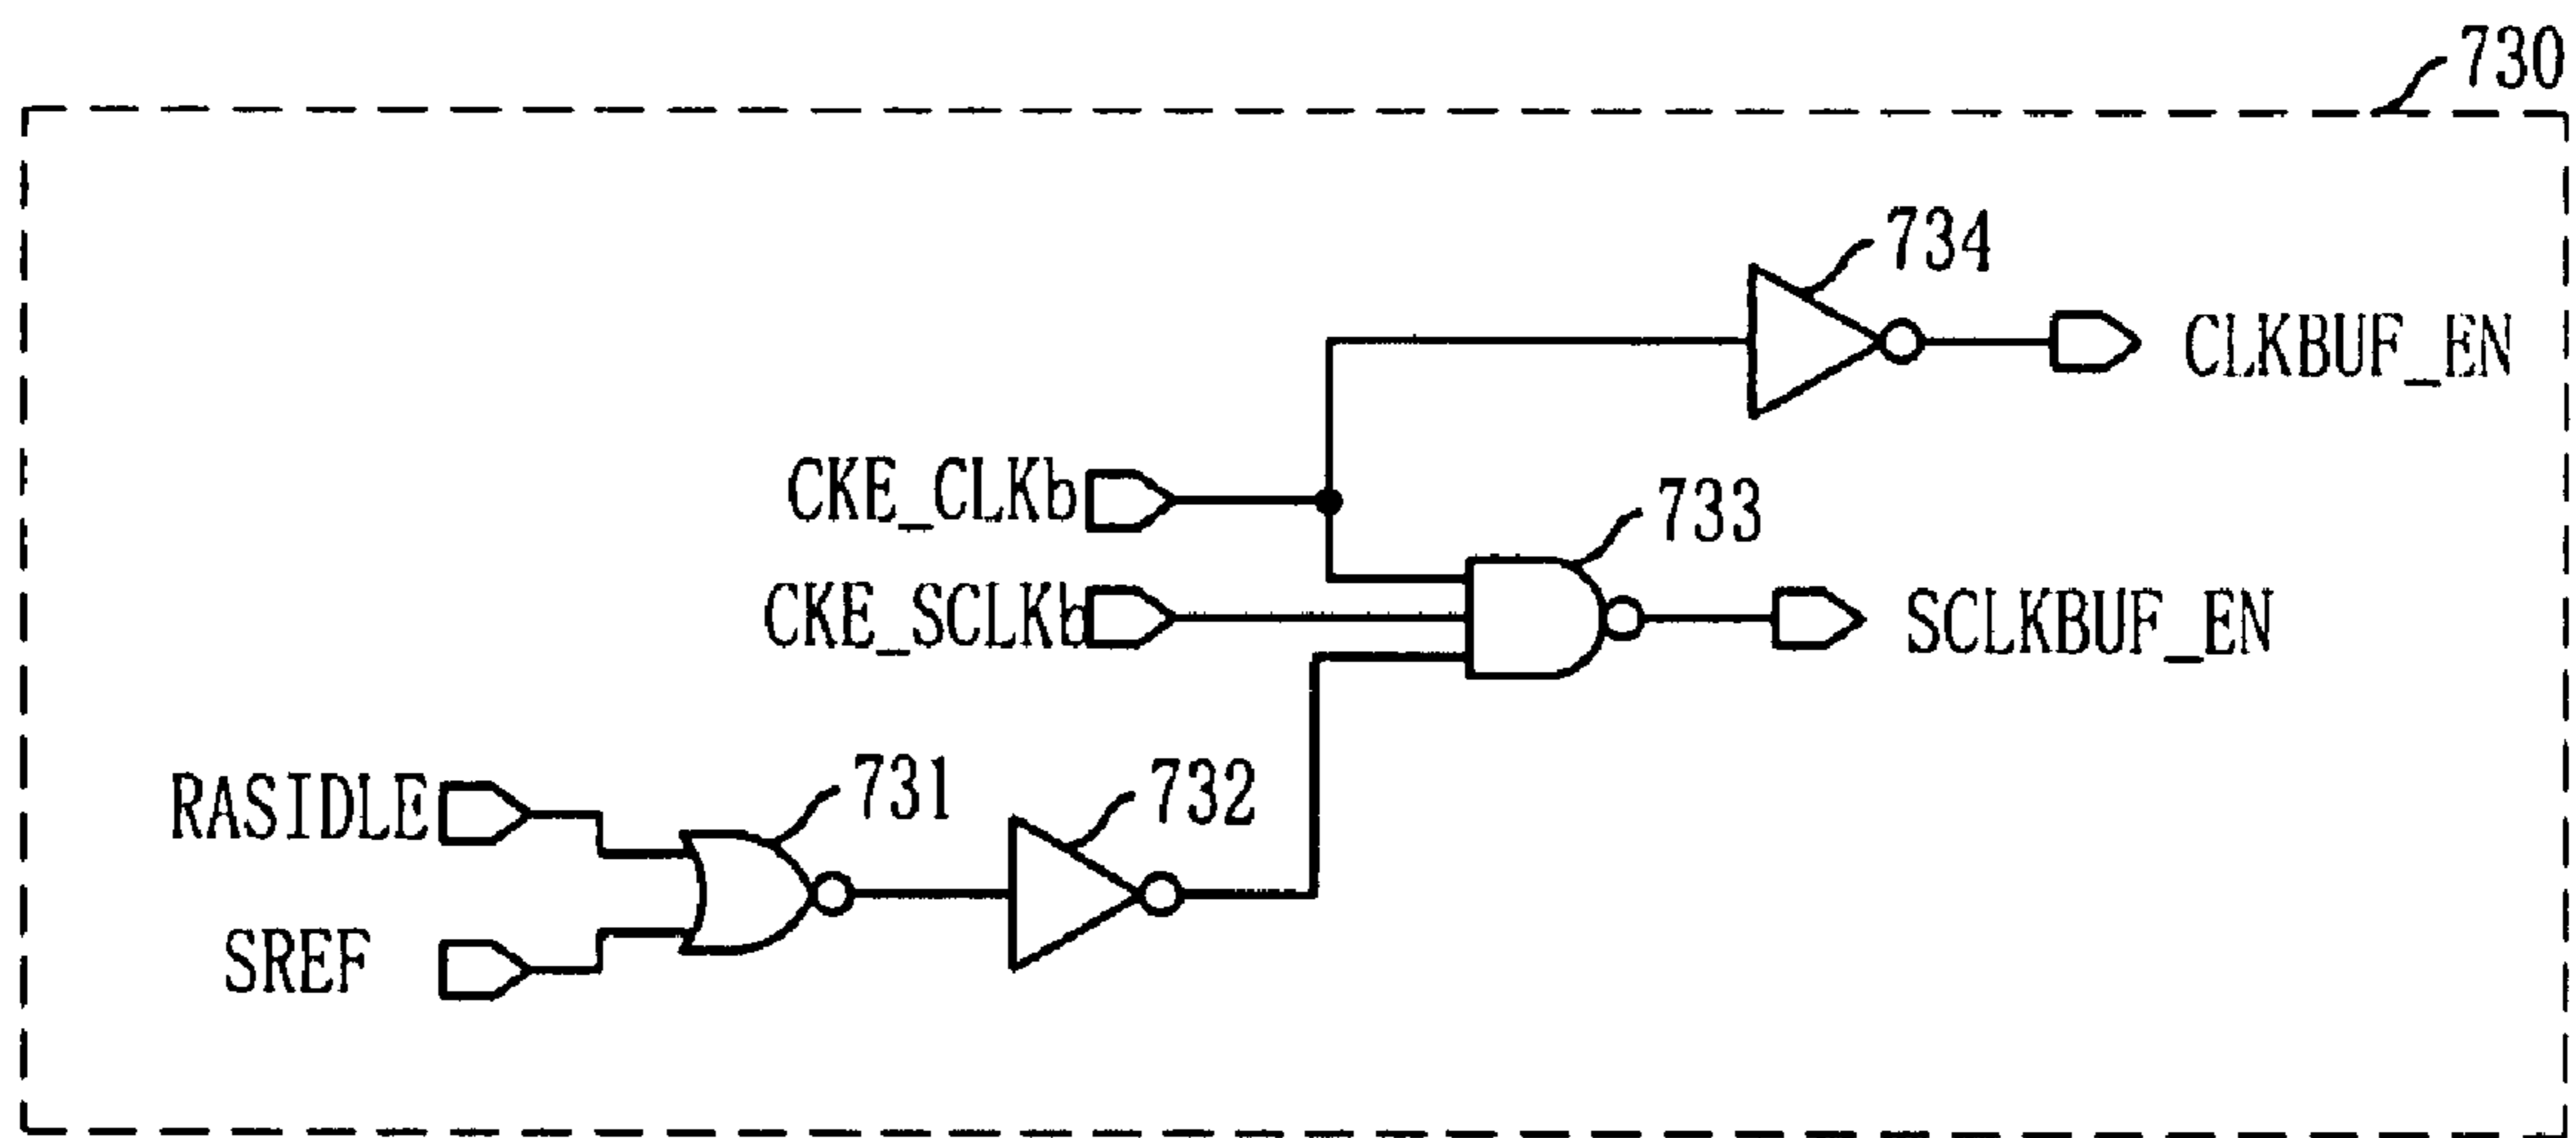 730
734
CLKBUF_EN
CKE_CLKb
733
CKE_SCLKb
SCLKBUF_EN
RASIDLE
731
732
SREF